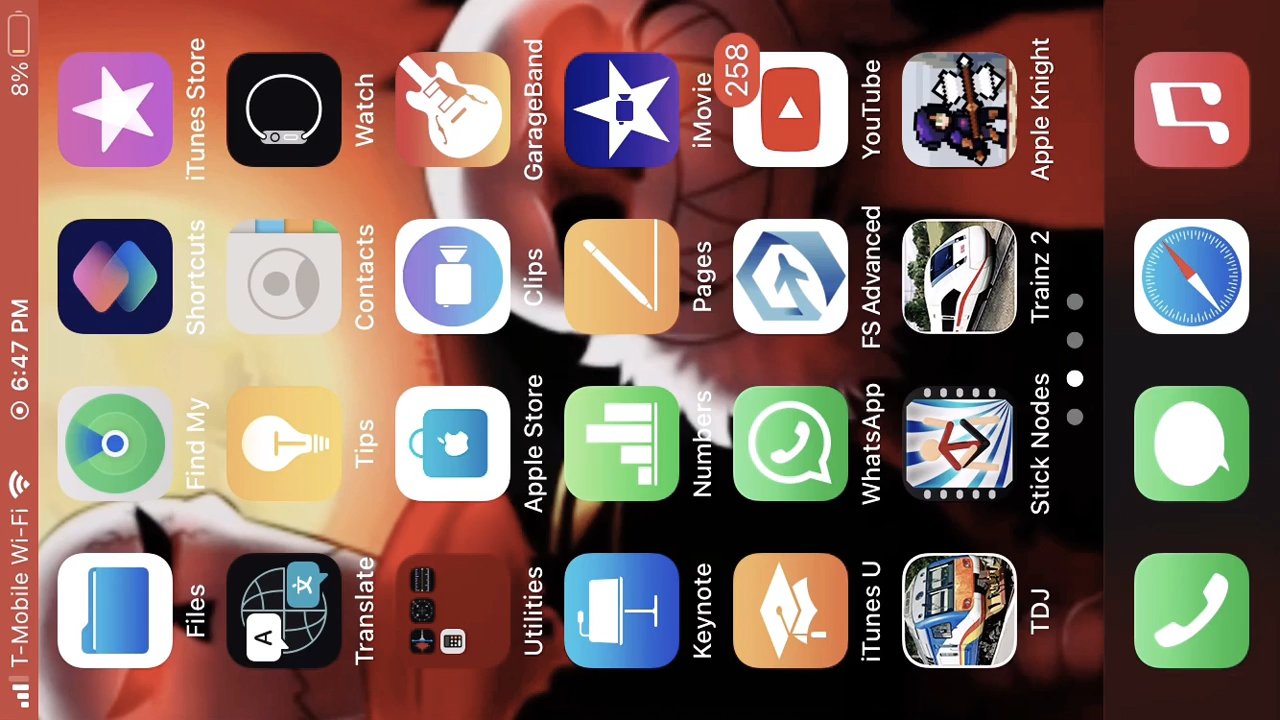 T-Mobile Wi-Fi 6:47 PM 8%
Files Find My Shortcuts iTunes Store
A 文
Translate Tips Contacts Watch
Utilities Apple Store Clips GarageBand
Keynote Numbers Pages iMovie
258
iTunes U WhatsApp FS Advanced YouTube
TDJ Stick Nodes Trainz 2 Apple Knight